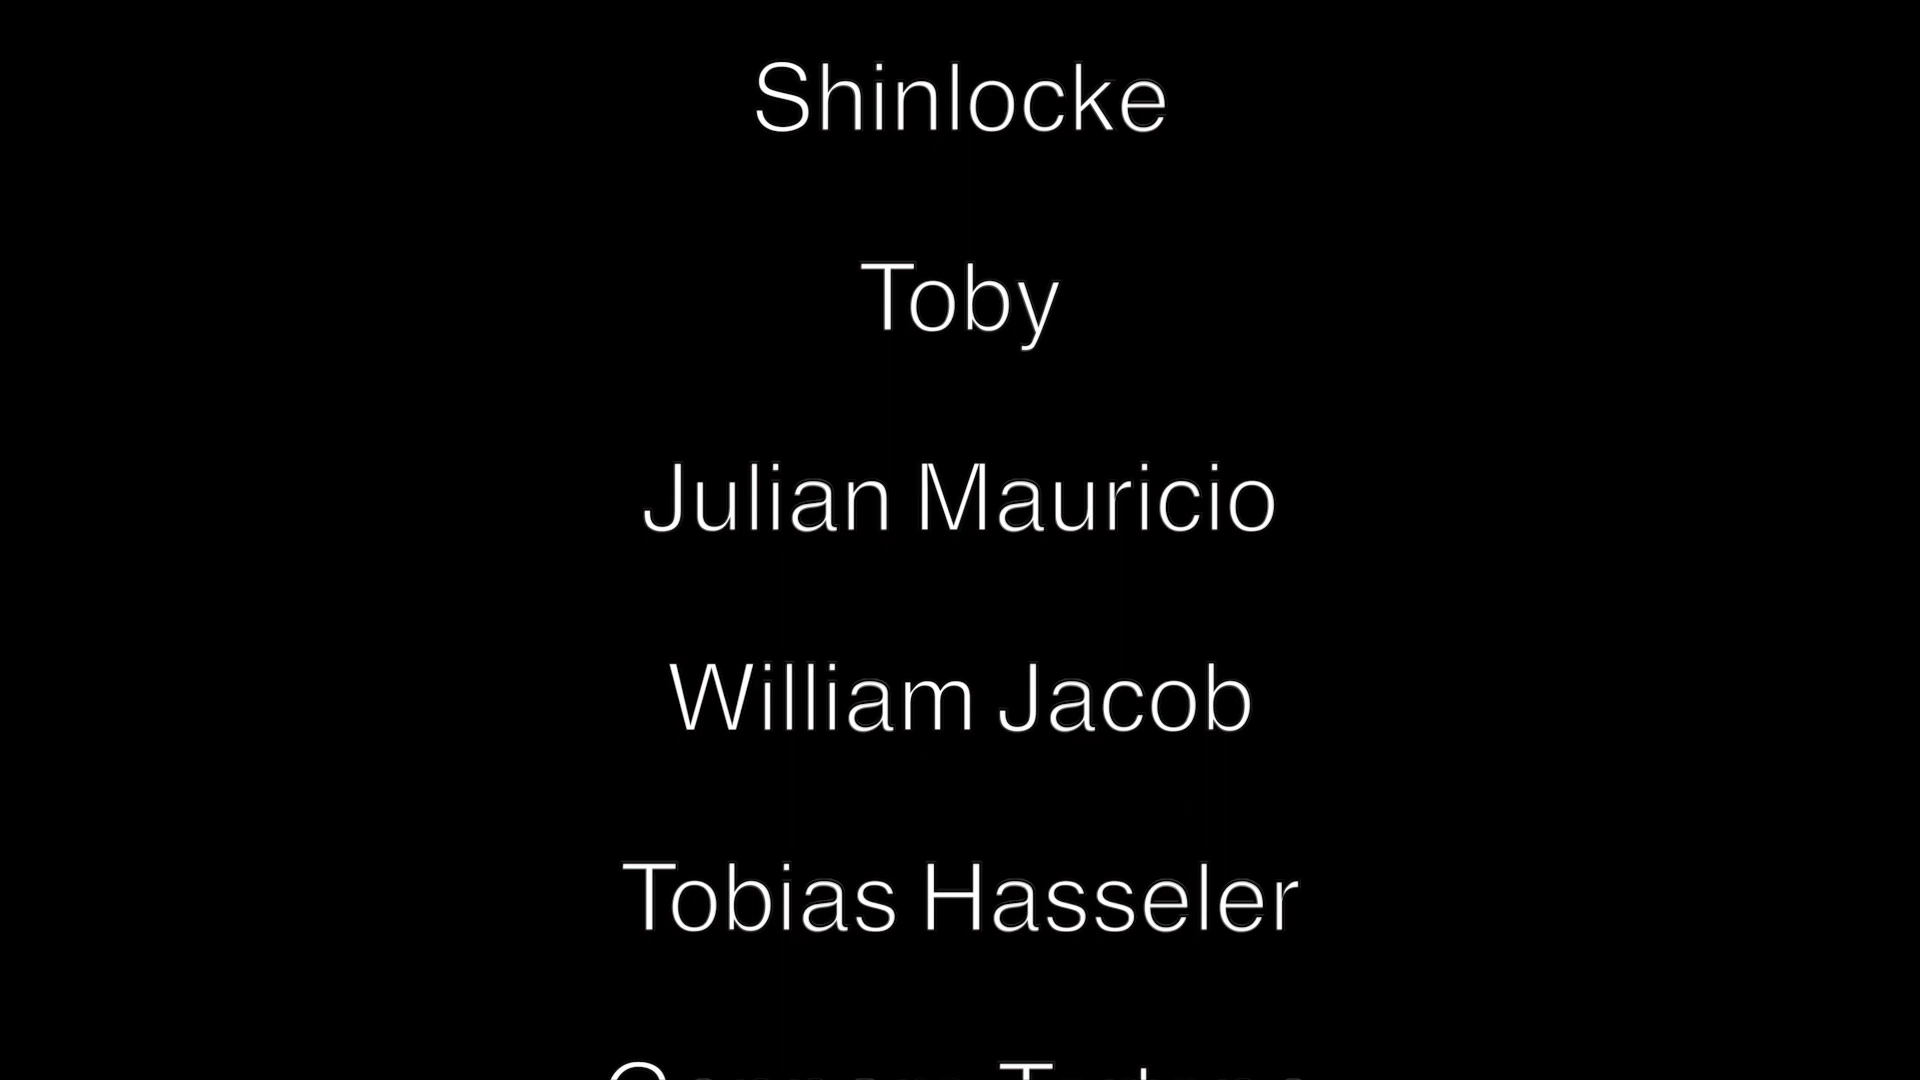 Shinlocke
Toby
Julian Mauricio
William Jacob
Tobias Hasseler